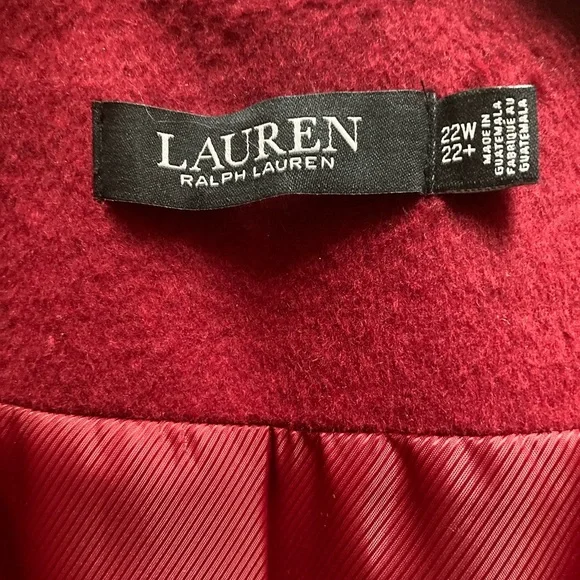 LAUREN
RALPH LAUREN
22W
22+
MADE IN
GUATEMALA
FABRIQUE AU
GUATEMALA